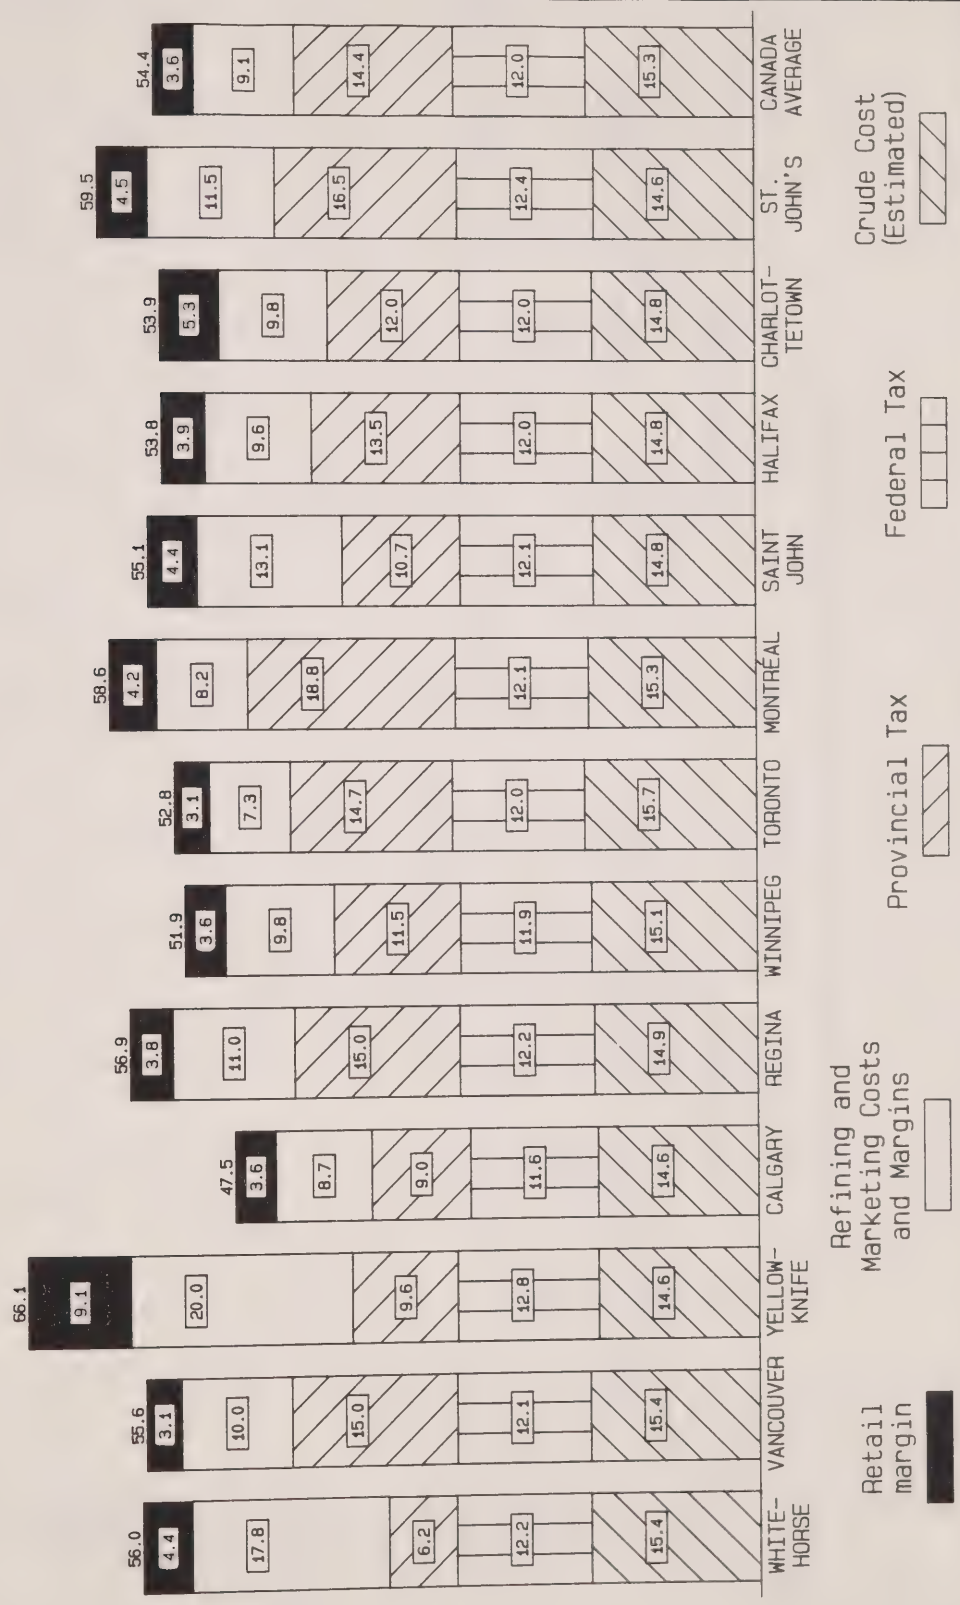 56.0
4.4
17.8
6.2
12.2
15.4
WHITE-
HORSE
55.6
3.1
10.0
15.0
12.1
15.4
VANCOUVER
66.1
9.1
20.0
9.6
12.8
14.6
YELLOW-
KNIFE
47.5
3.6
8.7
9.0
11.6
14.6
CALGARY
56.9
3.8
11.0
15.0
12.2
14.9
REGINA
51.9
3.6
9.8
11.5
11.9
15.1
WINNIPEG
52.8
3.1
7.3
14.7
12.0
15.7
TORONTO
58.6
4.2
8.2
18.8
12.1
15.3
MONTRÉAL
55.1
4.4
13.1
10.7
12.1
14.8
SAINT
JOHN
53.8
3.9
9.6
13.5
12.0
14.8
HALIFAX
53.9
5.3
9.8
12.0
12.0
14.8
CHARLOT-
TETOWN
59.5
4.5
11.5
16.5
12.4
14.6
ST.
JOHN'S
54.4
3.6
9.1
14.4
12.0
15.3
CANADA
AVERAGE
Retail
margin
Refining and
Marketing Costs
and Margins
Provincial Tax
Federal Tax
Crude Cost
(Estimated)